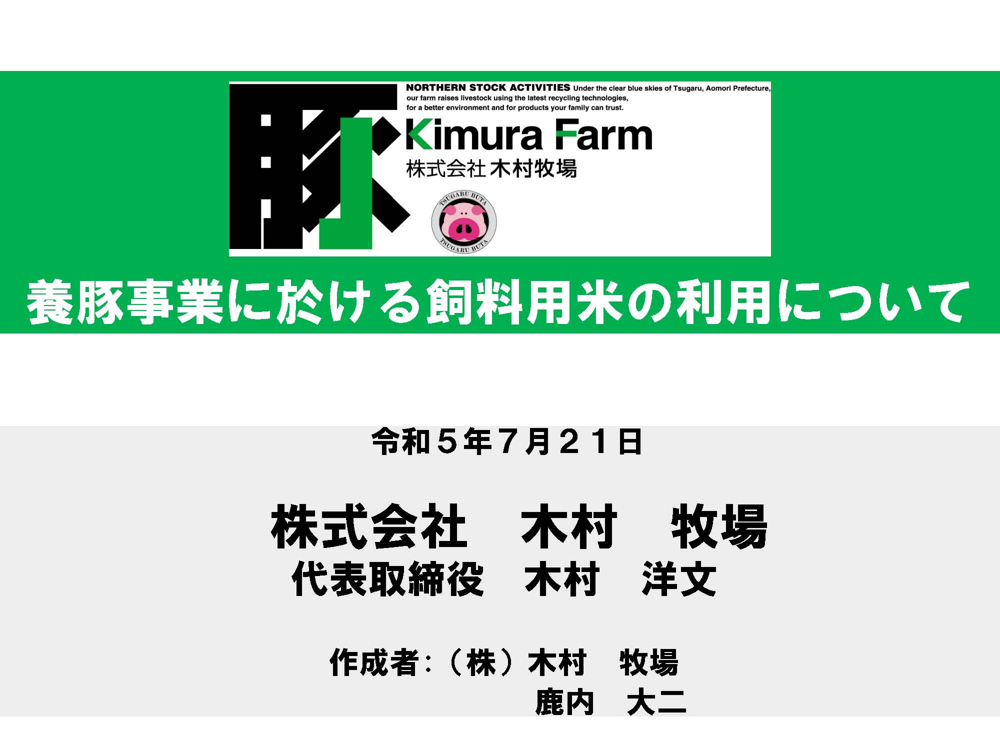 豚
NORTHERN STOCK ACTIVITIES Under the clear blue skies of Tsugaru, Aomori Prefecture,
our farm raises livestock using the latest recycling technologies,
for a better environment and for products your family can trust.
Kimura Farm
株式会社 木村牧場
TSUGARU BUTA
TSUGARU BUTA
養豚事業に於ける飼料用米の利用について
令和５年７月２１日
株式会社　木村　牧場
代表取締役　木村　洋文
作成者：（株）木村　牧場
鹿内　大二